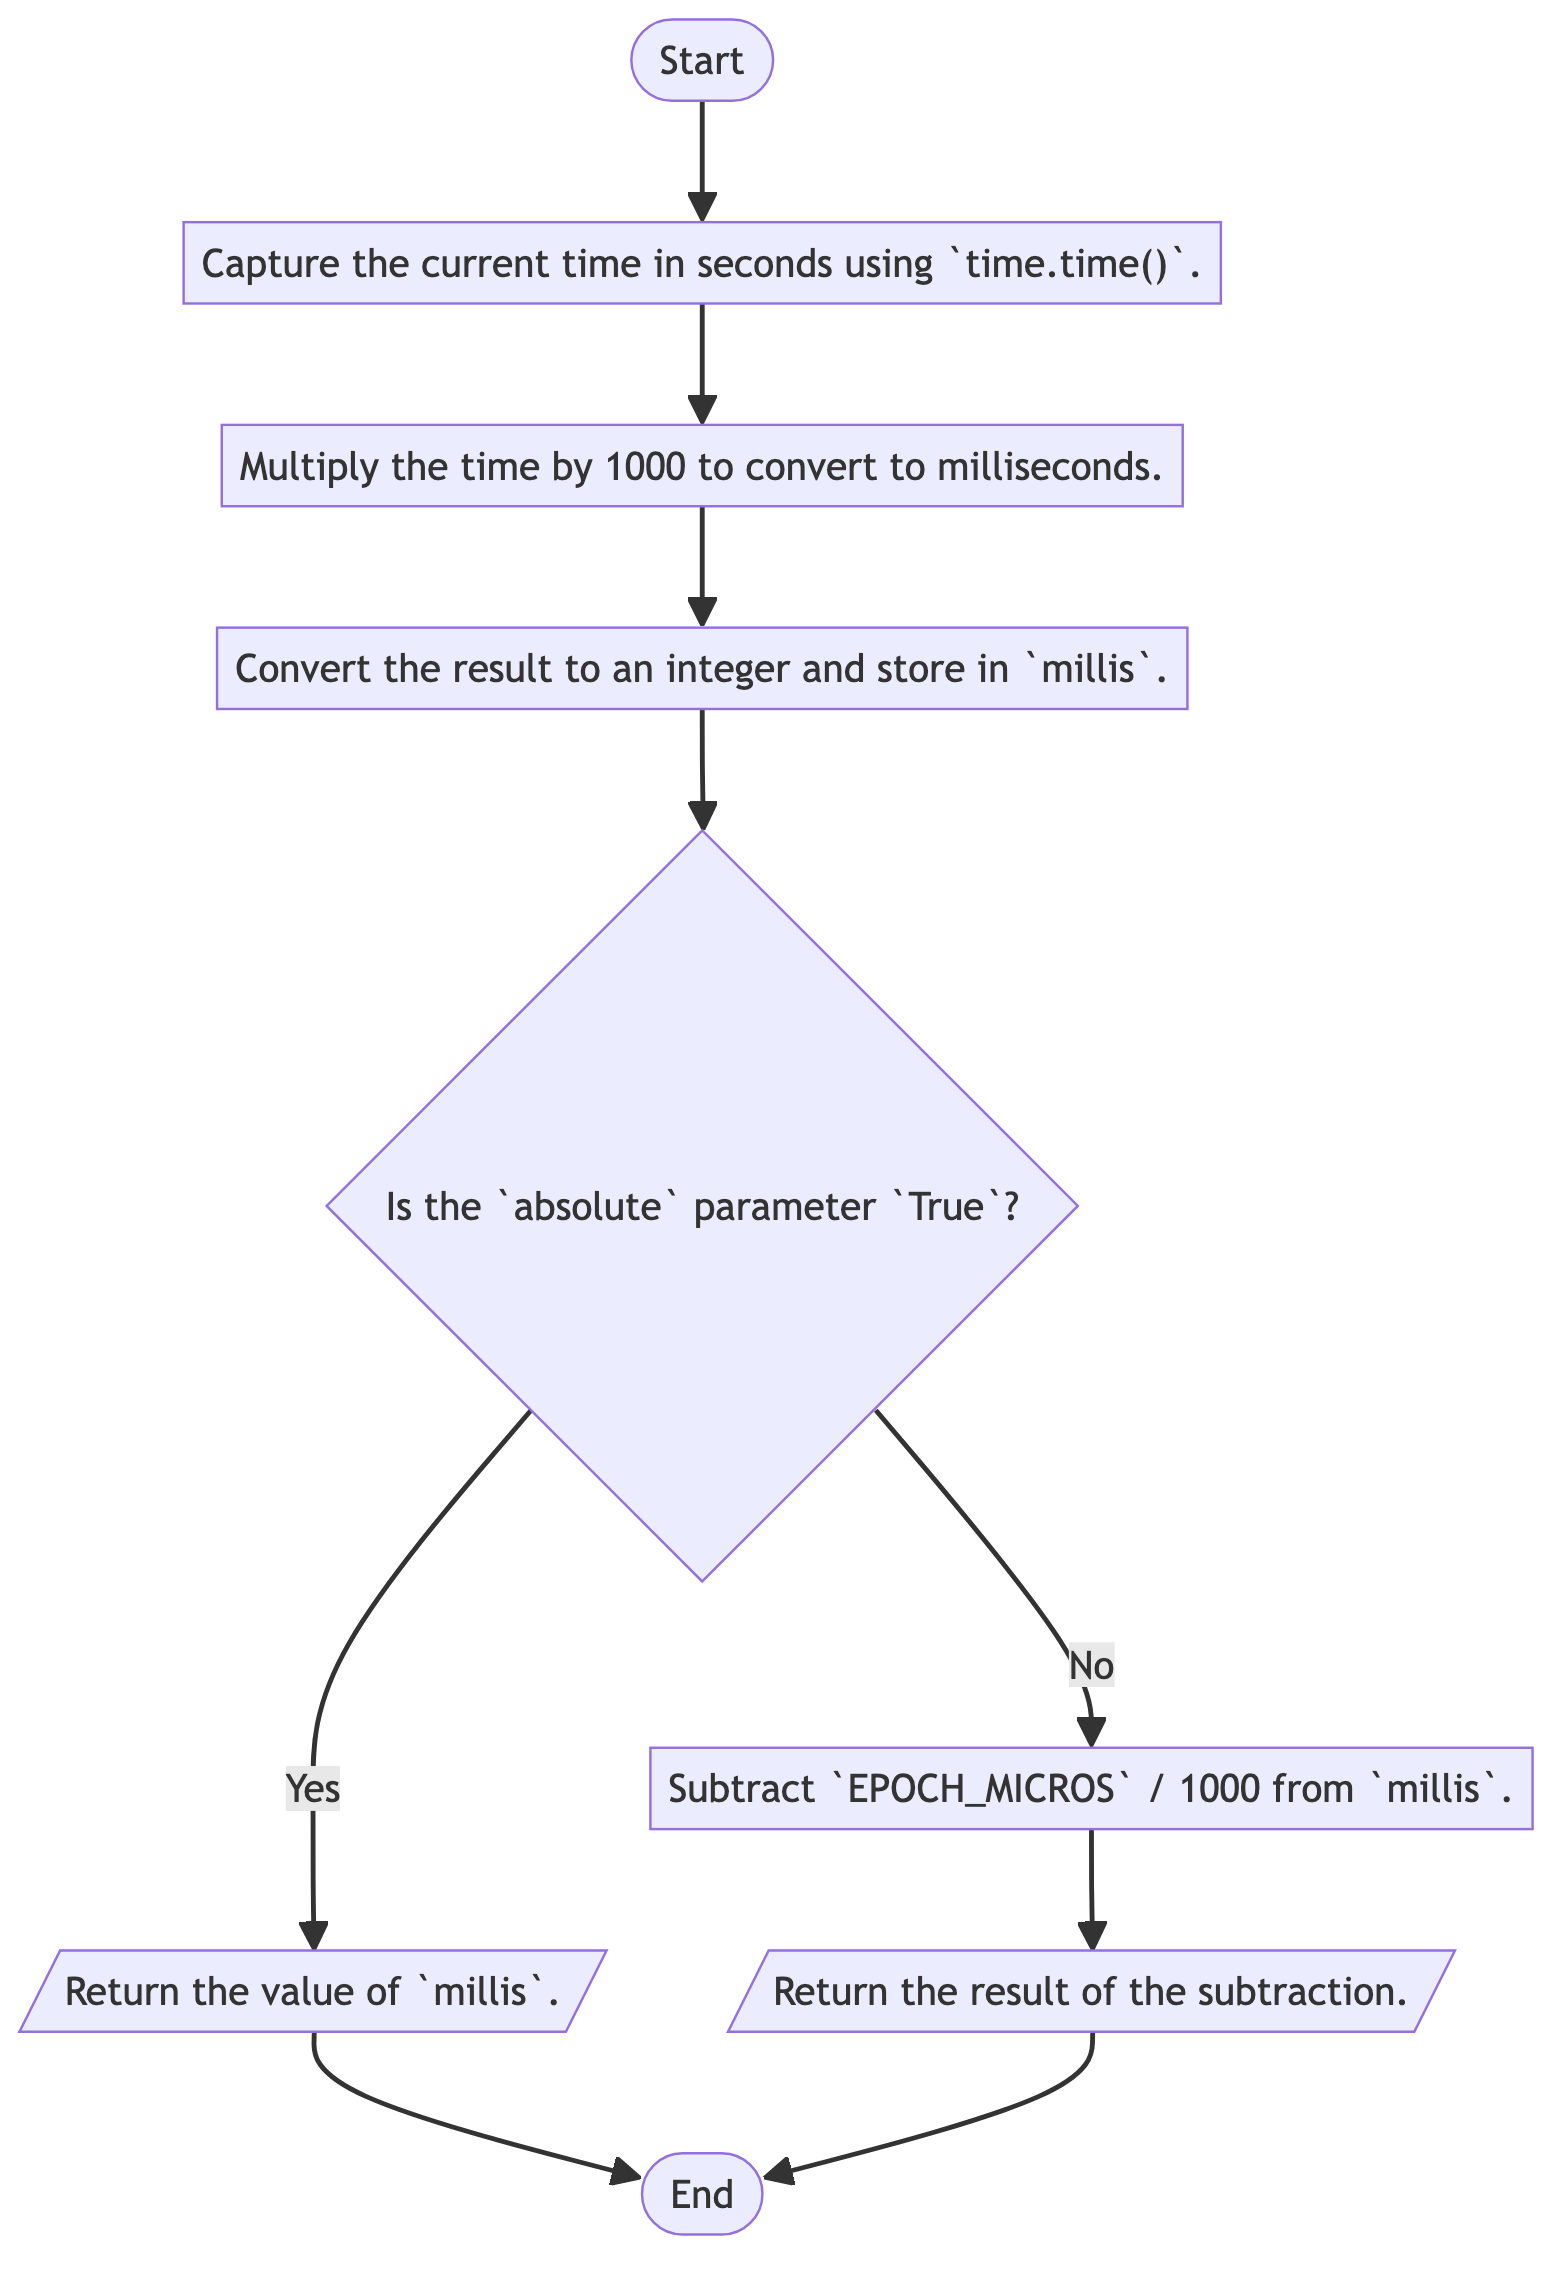 Start
Capture the current time in seconds using `time.time()`.
Multiply the time by 1000 to convert to milliseconds.
Convert the result to an integer and store in `millis`.
Is the `absolute` parameter `True`?
No
Yes
Subtract `EPOCH_MICROS` / 1000 from `millis`.
Return the value of `millis`.
Return the result of the subtraction.
End